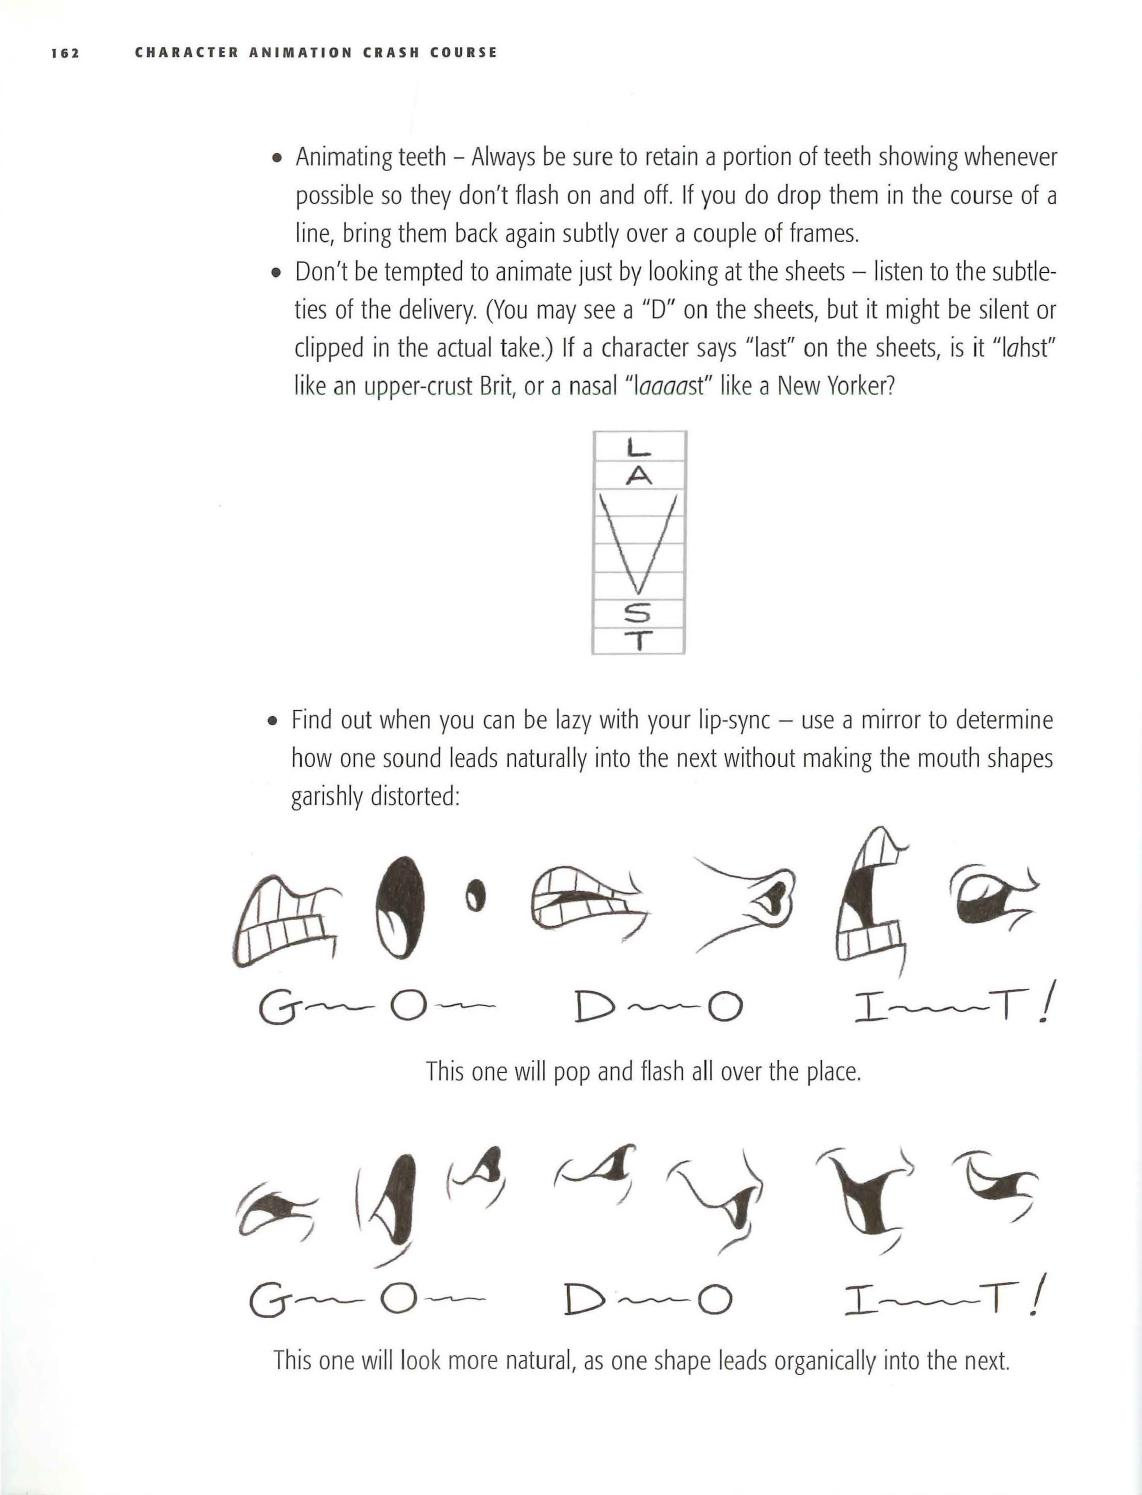 162 CHARACTER ANIMATION CRASH COURSE
• Animating teeth – Always be sure to retain a portion of teeth showing whenever
possible so they don't flash on and off. If you do drop them in the course of a
line, bring them back again subtly over a couple of frames.
• Don't be tempted to animate just by looking at the sheets – listen to the subtle-
ties of the delivery. (You may see a "D" on the sheets, but it might be silent or
clipped in the actual take.) If a character says "last" on the sheets, is it "lahst"
like an upper-crust Brit, or a nasal "laaaast" like a New Yorker?
L
A
S
T
• Find out when you can be lazy with your lip-sync – use a mirror to determine
how one sound leads naturally into the next without making the mouth shapes
garishly distorted:
G~O~ D~O I~T!
This one will pop and flash all over the place.
G~O~ D~O I~T!
This one will look more natural, as one shape leads organically into the next.